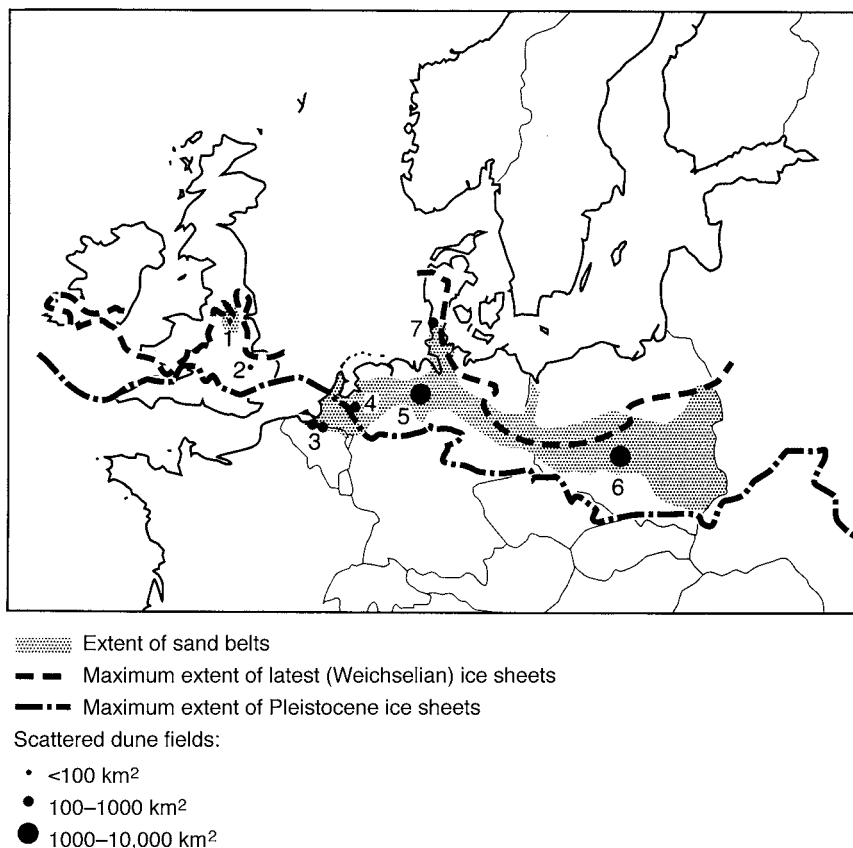 1
2
3
4
5
6
7
Extent of sand belts
Maximum extent of latest (Weichselian) ice sheets
Maximum extent of Pleistocene ice sheets
Scattered dune fields:
<100 km²
100–1000 km²
1000–10,000 km²